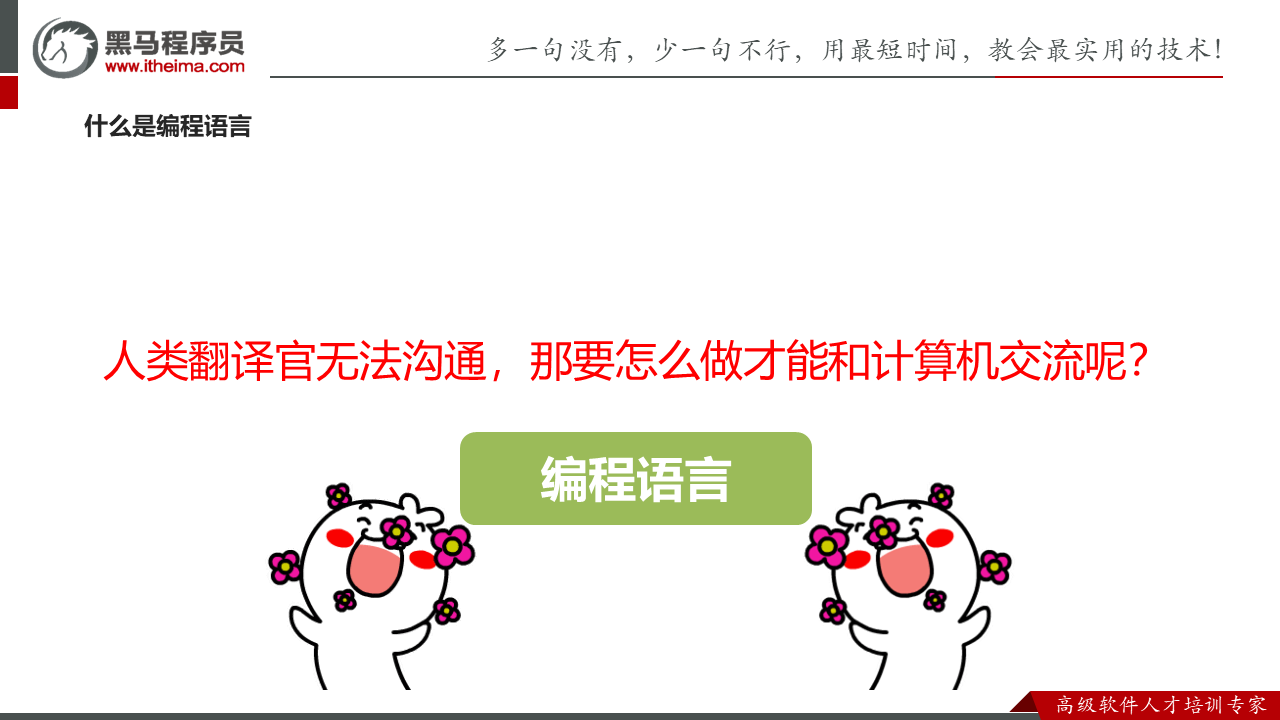 黑马程序员
www.itheima.com
多一句没有，少一句不行，用最短时间，教会最实用的技术！
什么是编程语言
人类翻译官无法沟通，那要怎么做才能和计算机交流呢？
编程语言
高级软件人才培训专家